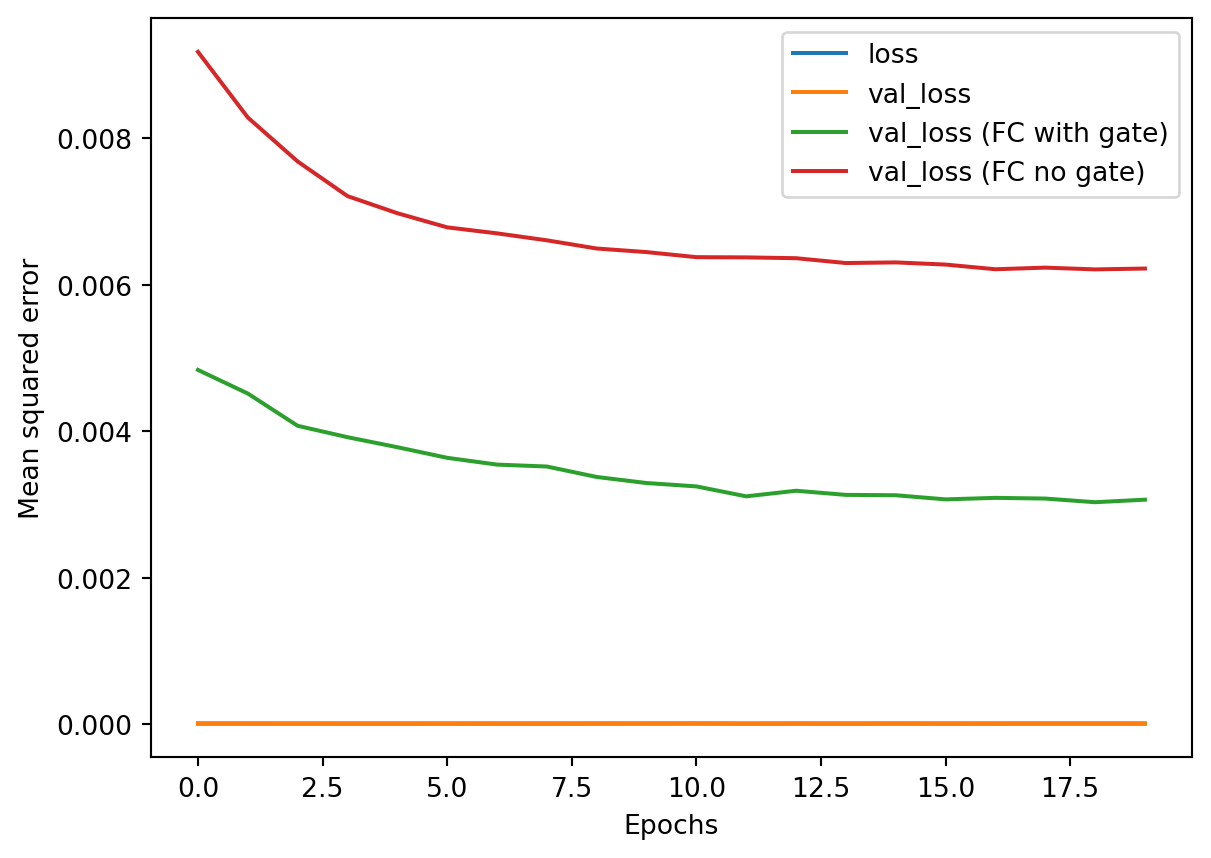 loss
val_loss
val_loss (FC with gate)
val_loss (FC no gate)
0.008
0.006
0.004
0.002
0.000
Mean squared error
0.0 2.5 5.0 7.5 10.0 12.5 15.0 17.5
Epochs